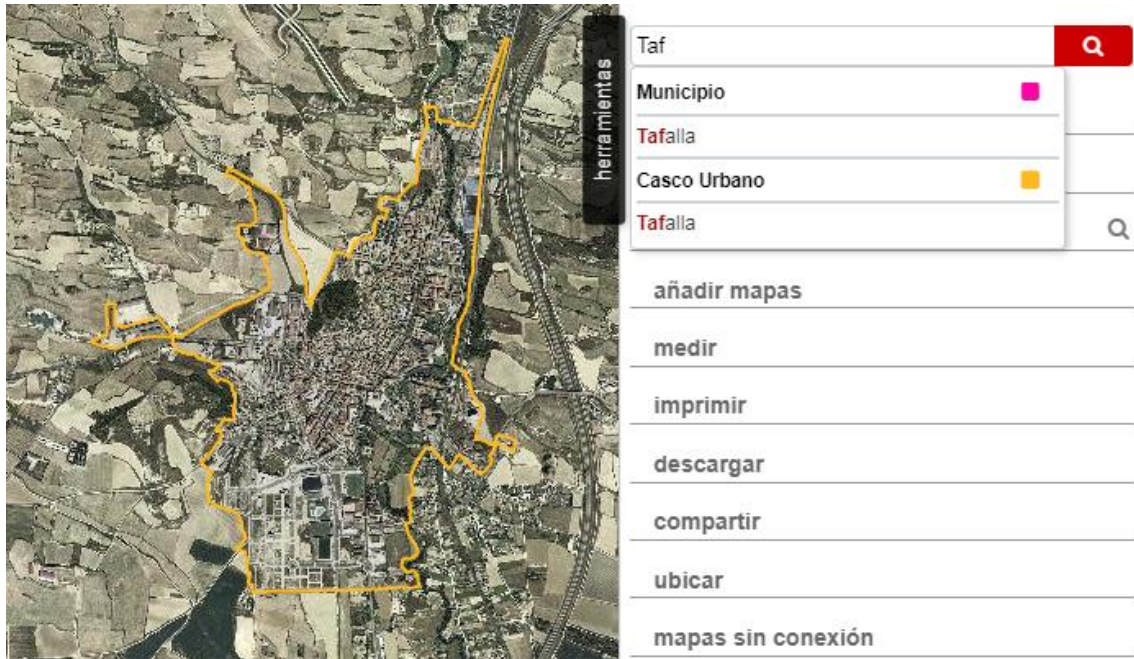 herramientas
Taf
Municipio
Tafalla
Casco Urbano
Tafalla
añadir mapas
medir
imprimir
descargar
compartir
ubicar
mapas sin conexión